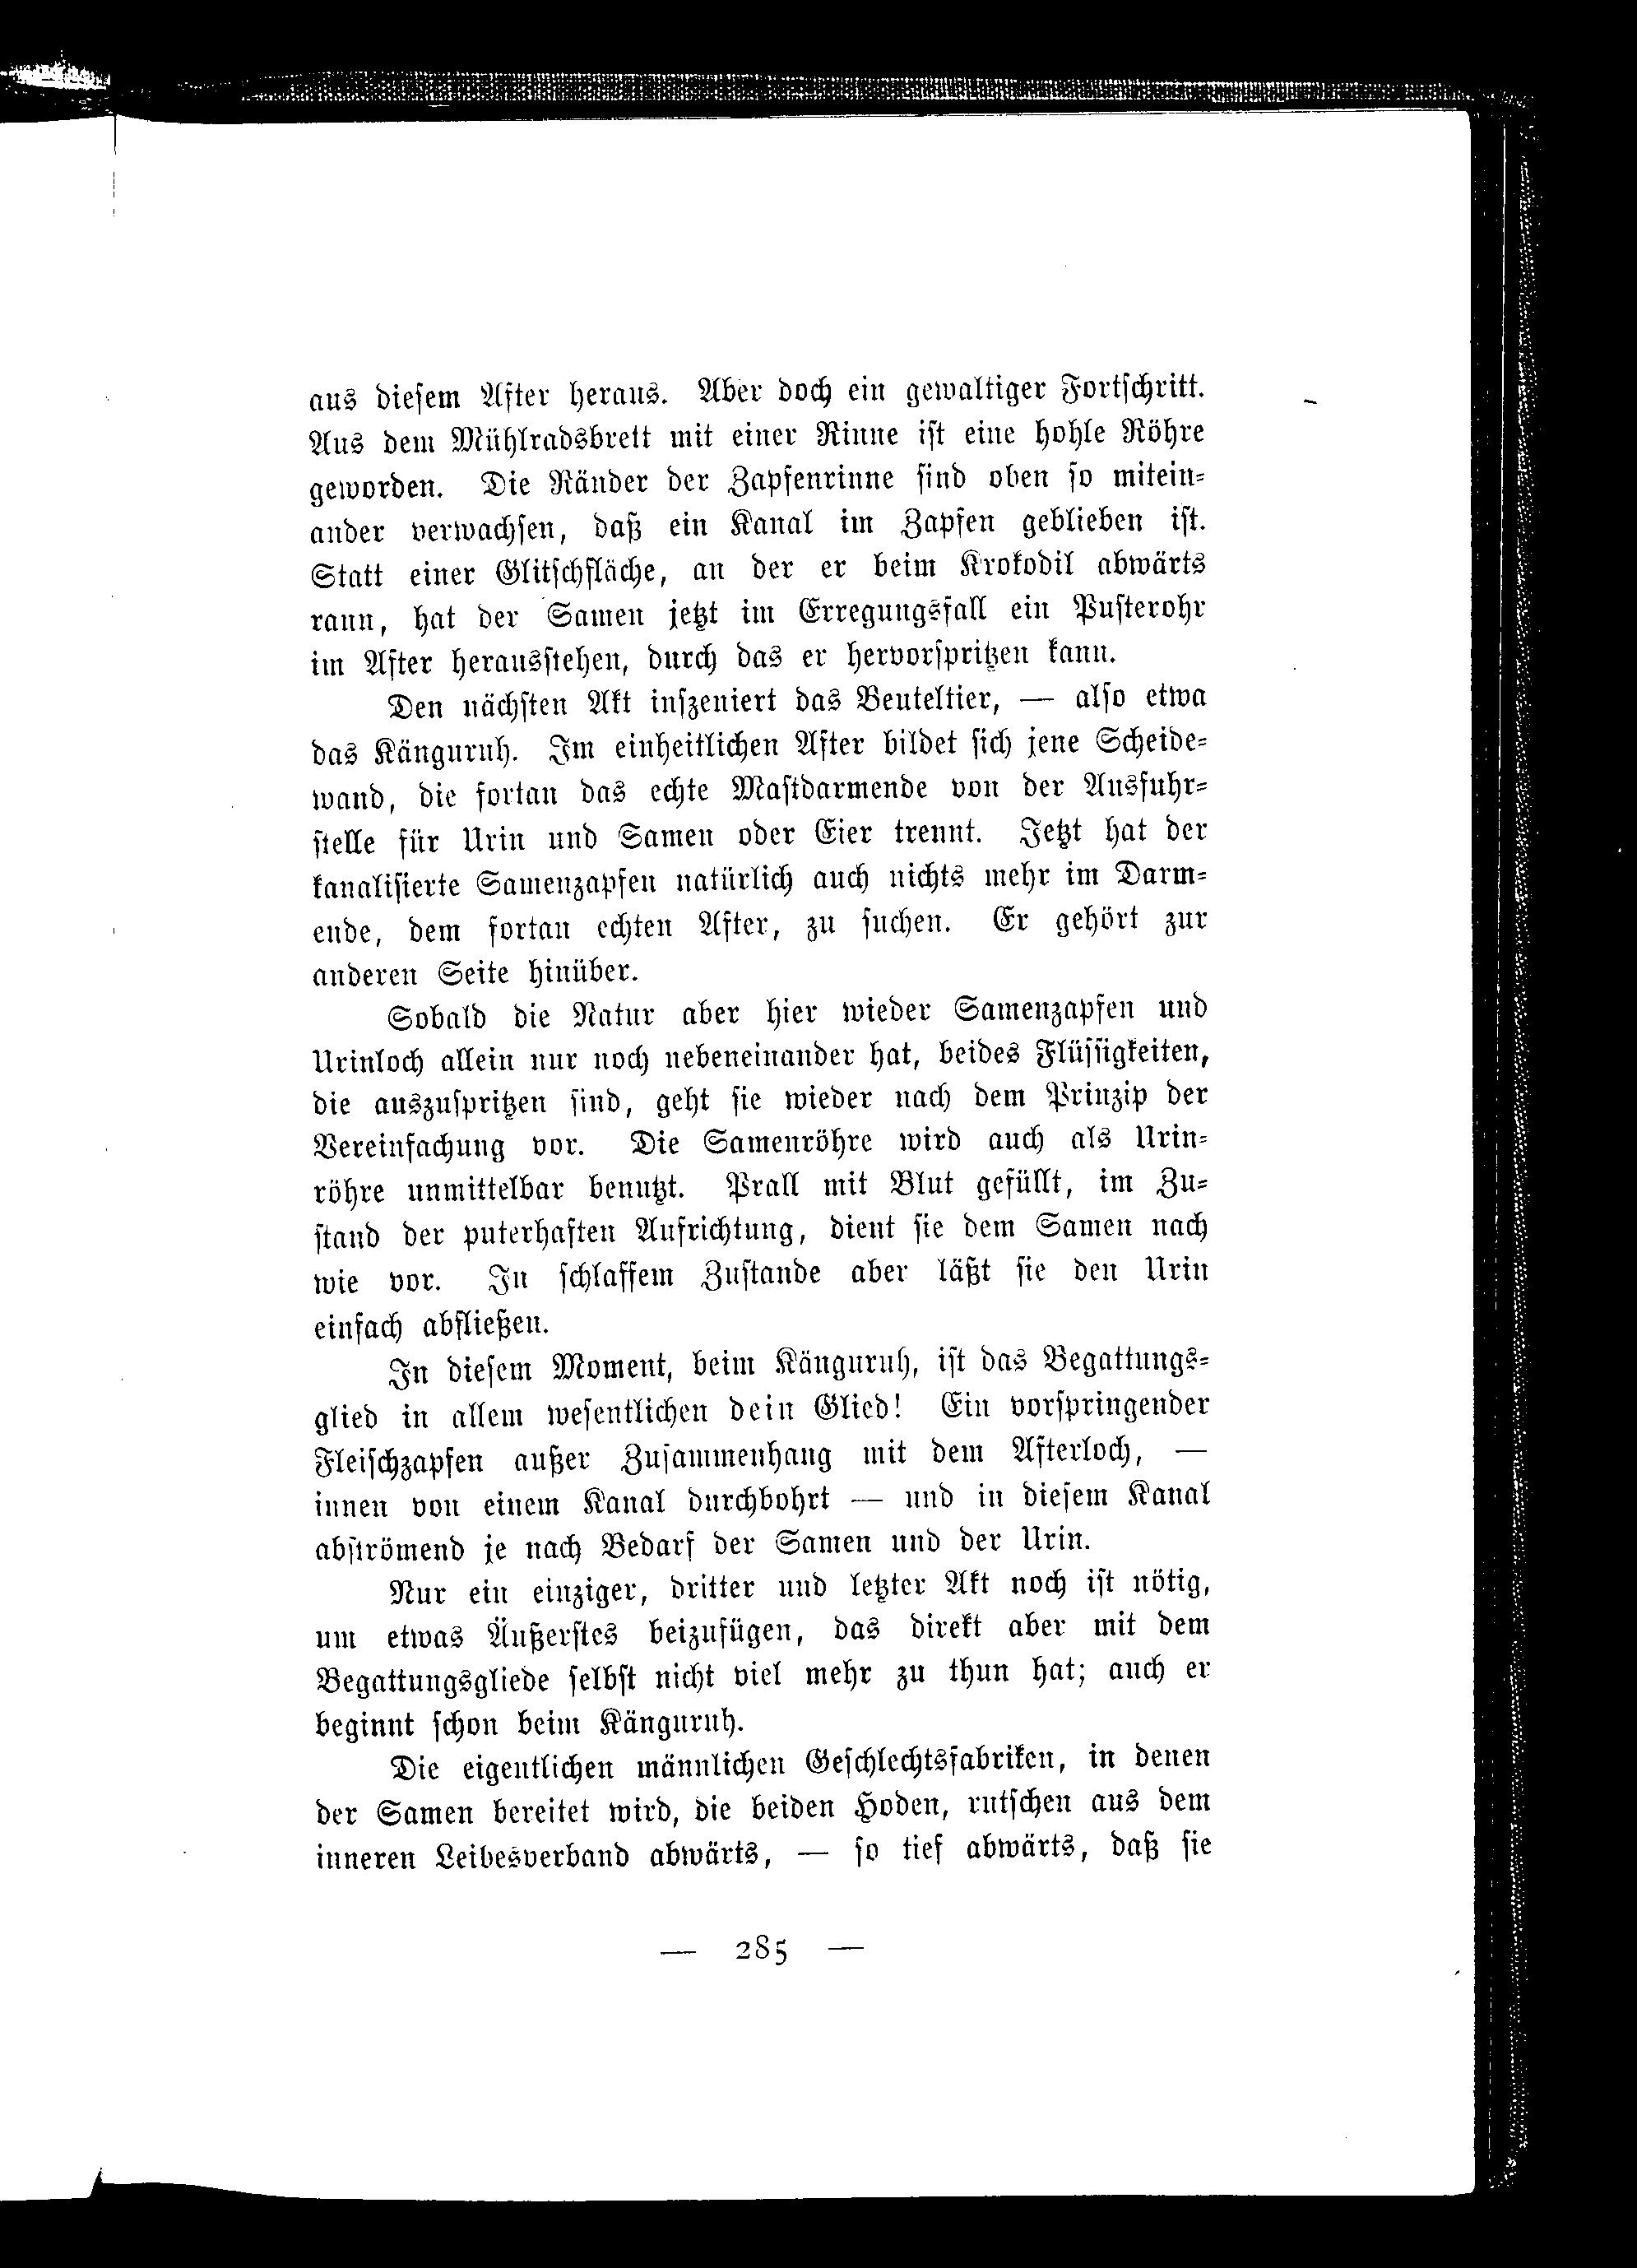 aus diesem After heraus. Aber doch ein gewaltiger Fortschritt.
Aus dem Mühlradsbrett mit einer Rinne ist eine hohle Röhre
geworden. Die Ränder der Zapfenrinne sind oben so mitein-
ander verwachsen, daß ein Kanal im Zapfen geblieben ist.
Statt einer Glitschfläche, an der er beim Krokodil abwärts
rann, hat der Samen jetzt im Erregungsfall ein Pusterohr
im After herausstehen, durch das er hervorspritzen kann.
Den nächsten Akt inszeniert das Beuteltier, — also etwa
das Känguruh. Im einheitlichen After bildet sich jene Scheide-
wand, die fortan das echte Mastdarmende von der Ausfuhr-
stelle für Urin und Samen oder Eier trennt. Jetzt hat der
kanalisierte Samenzapfen natürlich auch nichts mehr im Darm-
ende, dem fortan echten After, zu suchen. Er gehört zur
anderen Seite hinüber.
Sobald die Natur aber hier wieder Samenzapfen und
Urinloch allein nur noch nebeneinander hat, beides Flüssigkeiten,
die auszuspritzen sind, geht sie wieder nach dem Prinzip der
Vereinfachung vor. Die Samenröhre wird auch als Urin-
röhre unmittelbar benutzt. Prall mit Blut gefüllt, im Zu-
stand der puterhaften Aufrichtung, dient sie dem Samen nach
wie vor. In schlaffem Zustande aber läßt sie den Urin
einfach abfließen.
In diesem Moment, beim Känguruh, ist das Begattungs-
glied in allem wesentlichen dein Glied! Ein vorspringender
Fleischzapfen außer Zusammenhang mit dem Afterloch, —
innen von einem Kanal durchbohrt — und in diesem Kanal
abströmend je nach Bedarf der Samen und der Urin.
Nur ein einziger, dritter und letzter Akt noch ist nötig,
um etwas Äußerstes beizufügen, das direkt aber mit dem
Begattungsgliede selbst nicht viel mehr zu thun hat; auch er
beginnt schon beim Känguruh.
Die eigentlichen männlichen Geschlechtsfabriken, in denen
der Samen bereitet wird, die beiden Hoden, rutschen aus dem
inneren Leibesverband abwärts, — so tief abwärts, daß sie
— 285 —